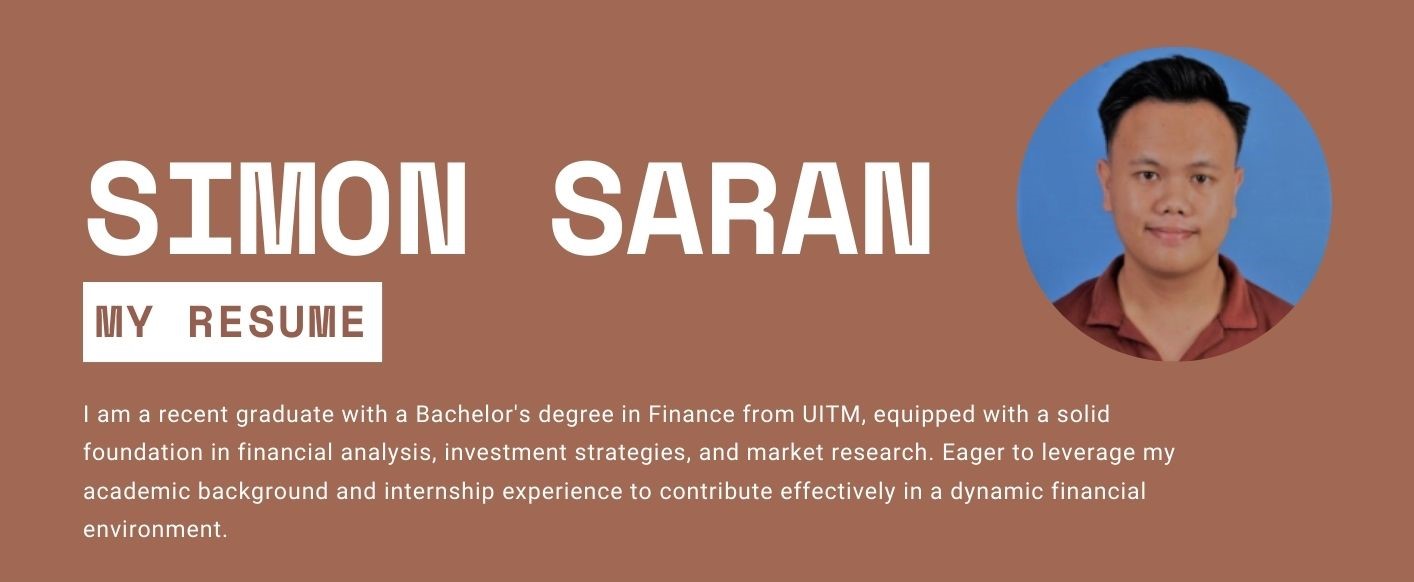 SIMON SARAN
MY RESUME
I am a recent graduate with a Bachelor's degree in Finance from UITM, equipped with a solid
foundation in financial analysis, investment strategies, and market research. Eager to leverage my
academic background and internship experience to contribute effectively in a dynamic financial
environment.